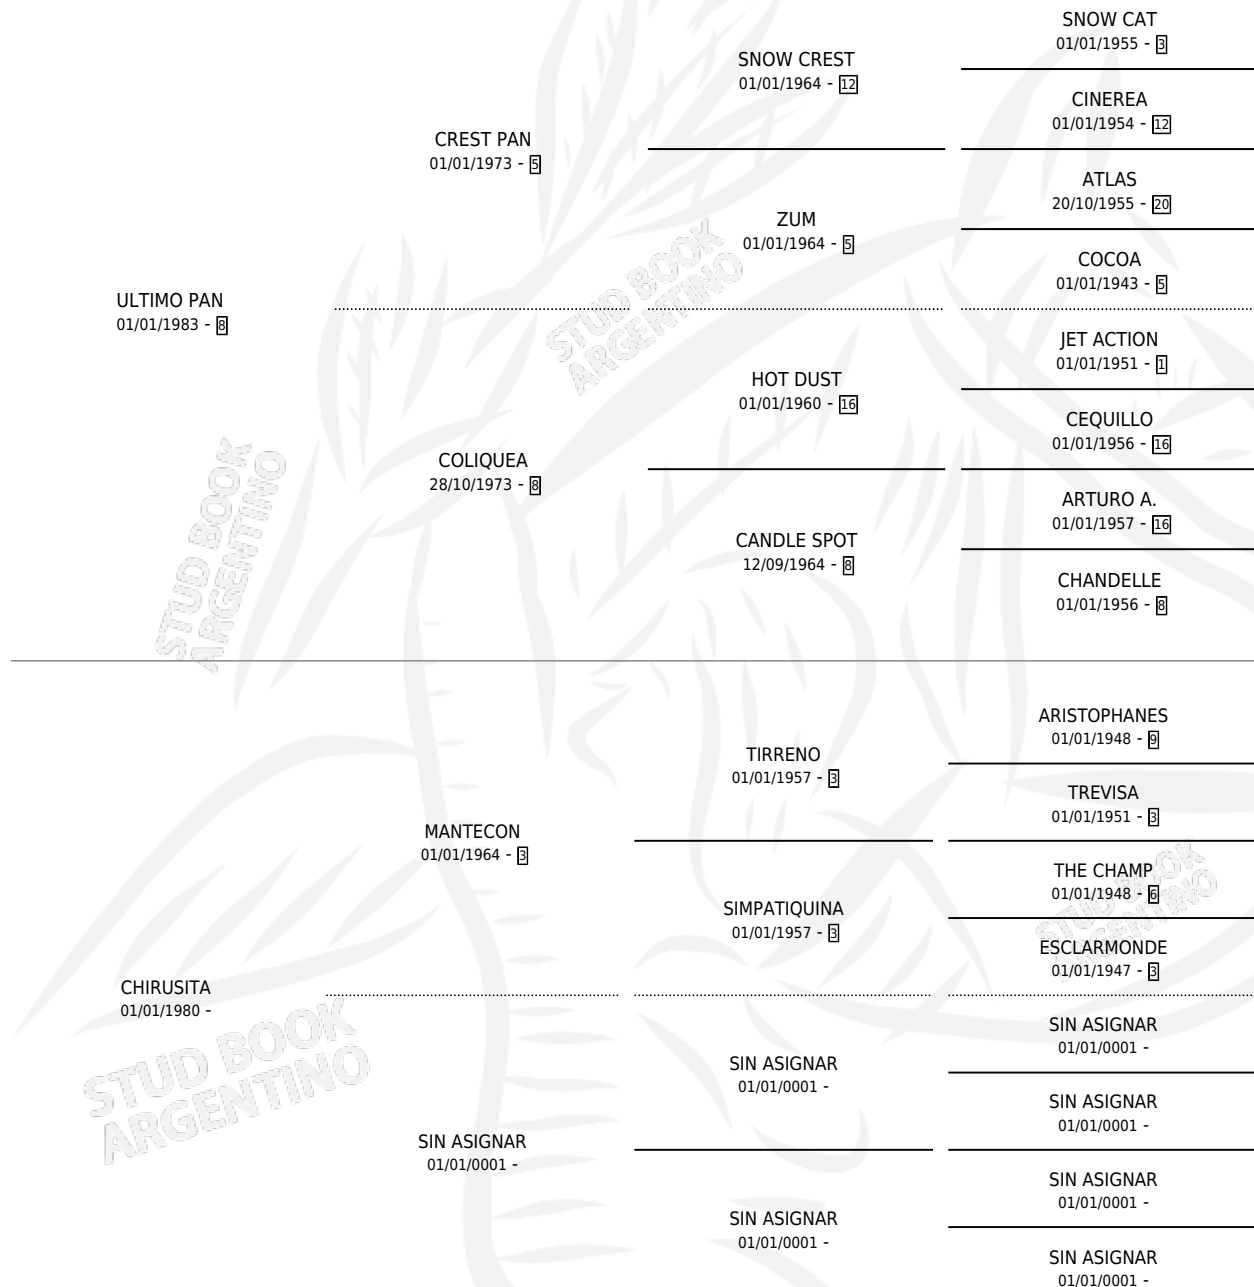 SNOW CAT
01/01/1955 - 3
SNOW CREST
01/01/1964 - 12
CINEREA
01/01/1954 - 12
CREST PAN
01/01/1973 - 5
ATLAS
20/10/1955 - 20
ZUM
01/01/1964 - 5
COCOA
01/01/1943 - 5
ULTIMO PAN
01/01/1983 - 8
JET ACTION
01/01/1951 - 1
HOT DUST
01/01/1960 - 16
CEQUILLO
01/01/1956 - 16
COLIQUEA
28/10/1973 - 8
ARTURO A.
01/01/1957 - 16
CANDLE SPOT
12/09/1964 - 8
CHANDELLE
01/01/1956 - 8
STUD BOOK
ARGENTINO
STUD BOOK
ARGENTINO
ARISTOPHANES
01/01/1948 - 9
TIRRENO
01/01/1957 - 3
TREVISA
01/01/1951 - 3
MANTECON
01/01/1964 - 3
THE CHAMP
01/01/1948 - 6
SIMPATIQUINA
01/01/1957 - 3
ESCLARMONDE
01/01/1947 - 3
STUD BOOK
ARGENTINO
CHIRUSITA
01/01/1980 -
SIN ASIGNAR
01/01/0001 -
SIN ASIGNAR
01/01/0001 -
SIN ASIGNAR
01/01/0001 -
SIN ASIGNAR
01/01/0001 -
SIN ASIGNAR
01/01/0001 -
SIN ASIGNAR
01/01/0001 -
SIN ASIGNAR
01/01/0001 -
STUD BOOK
ARGENTINO